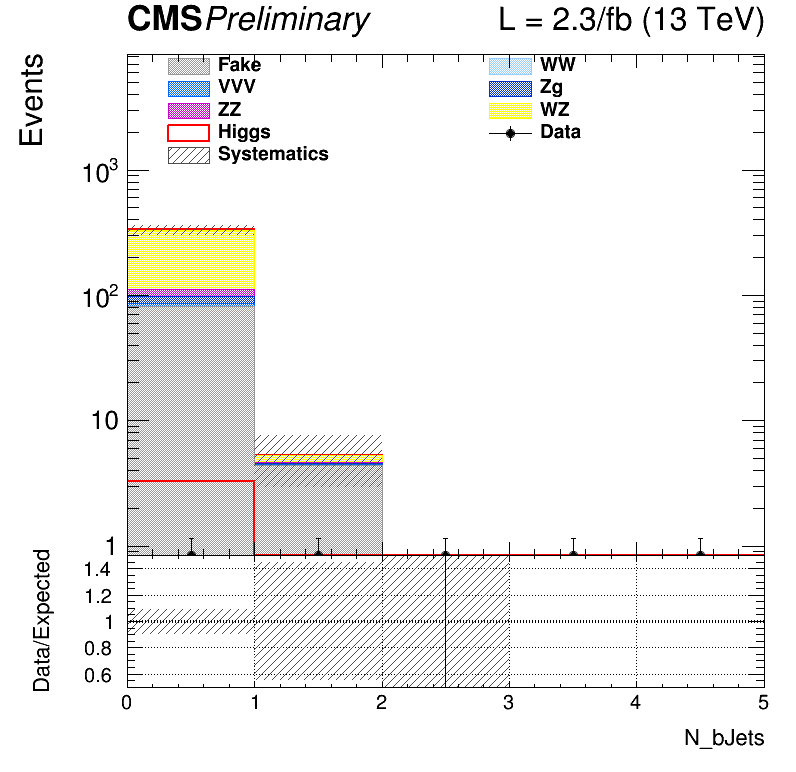 CMS Preliminary L = 2.3/fb (13 TeV)
Events
Fake WW
VVV Zg
ZZ WZ
Higgs Data
Systematics
10³
10²
10
1
Data/Expected
1.4
1.2
1
0.8
0.6
0 1 2 3 4 5
N_bJets